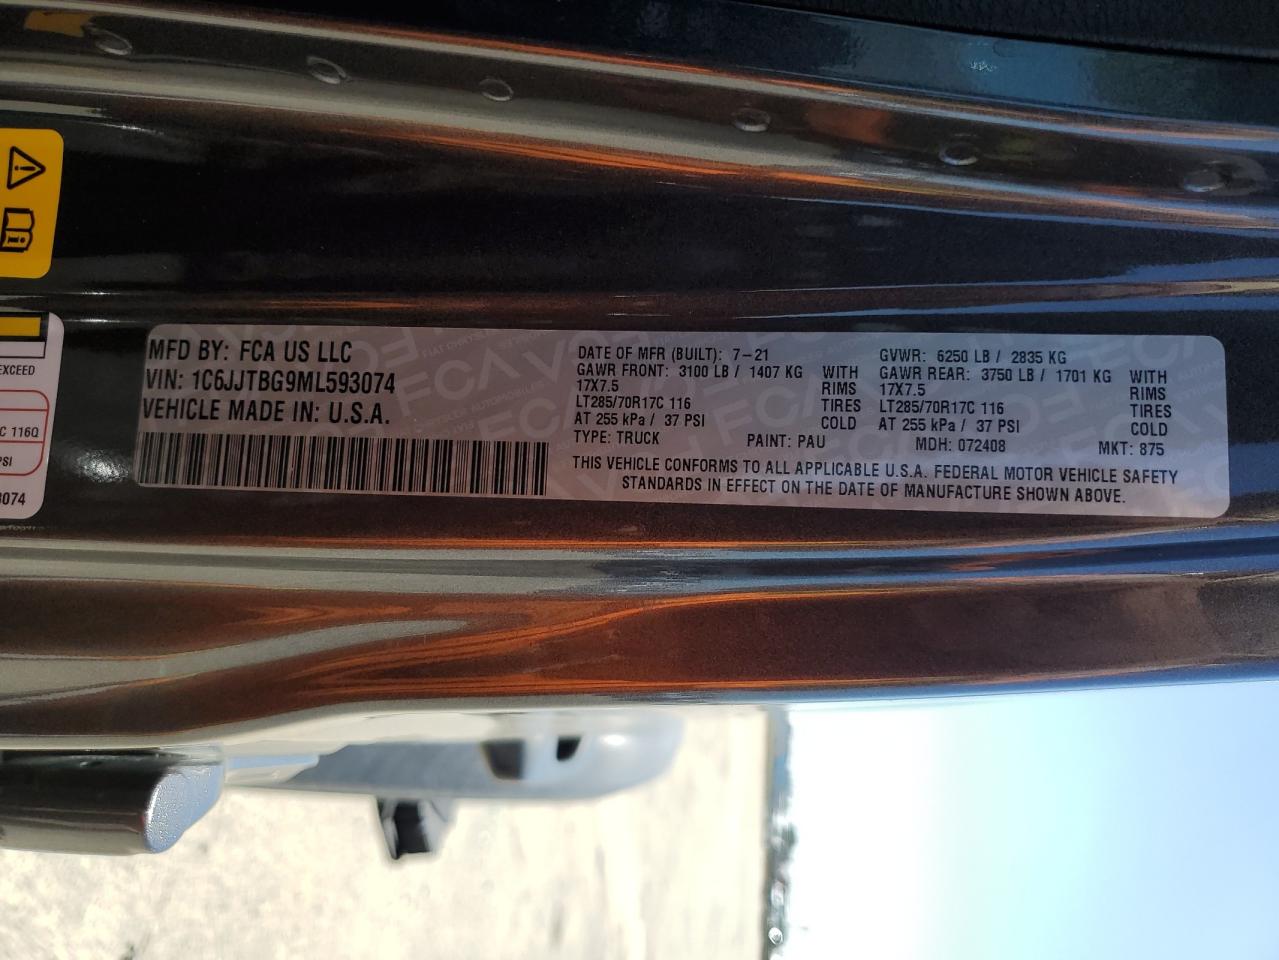 MFD BY: FCA US LLC
VIN: 1C6JJTBG9ML593074
VEHICLE MADE IN: U.S.A.
DATE OF MFR (BUILT): 7-21 GVWR: 6250 LB / 2835 KG
GAWR FRONT: 3100 LB / 1407 KG WITH GAWR REAR: 3750 LB / 1701 KG WITH
17X7.5 RIMS 17X7.5 RIMS
LT285/70R17C 116 TIRES LT285/70R17C 116 TIRES
AT 255 kPa / 37 PSI COLD AT 255 kPa / 37 PSI COLD
TYPE: TRUCK PAINT: PAU MDH: 072408 MKT: 875
THIS VEHICLE CONFORMS TO ALL APPLICABLE U.S.A. FEDERAL MOTOR VEHICLE SAFETY
STANDARDS IN EFFECT ON THE DATE OF MANUFACTURE SHOWN ABOVE.
EXCEED
C 116Q
PSI
3074